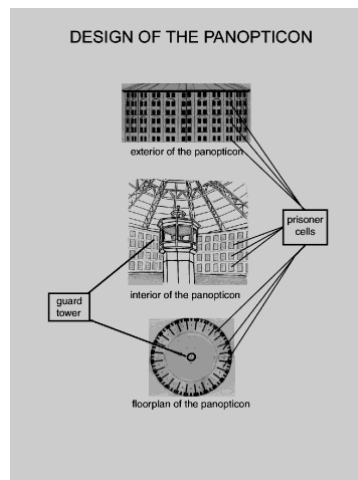 DESIGN OF THE PANOPTICON
exterior of the panopticon
prisoner
cells
interior of the panopticon
guard
tower
floorplan of the panopticon